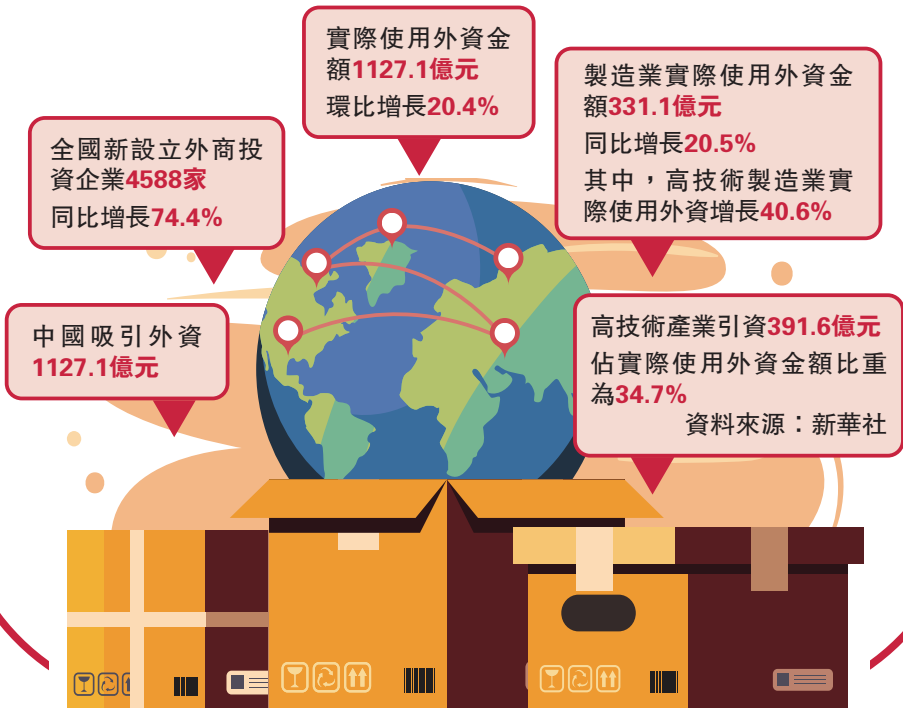 實際使用外資金
額1127.1億元
環比增長20.4%
製造業實際使用外資金
額331.1億元
同比增長20.5%
其中，高技術製造業實
際使用外資增長40.6%
全國新設立外商投
資企業4588家
同比增長74.4%
中國吸引外資
1127.1億元
高技術產業引資391.6億元
佔實際使用外資金額比重
為34.7%
資料來源：新華社